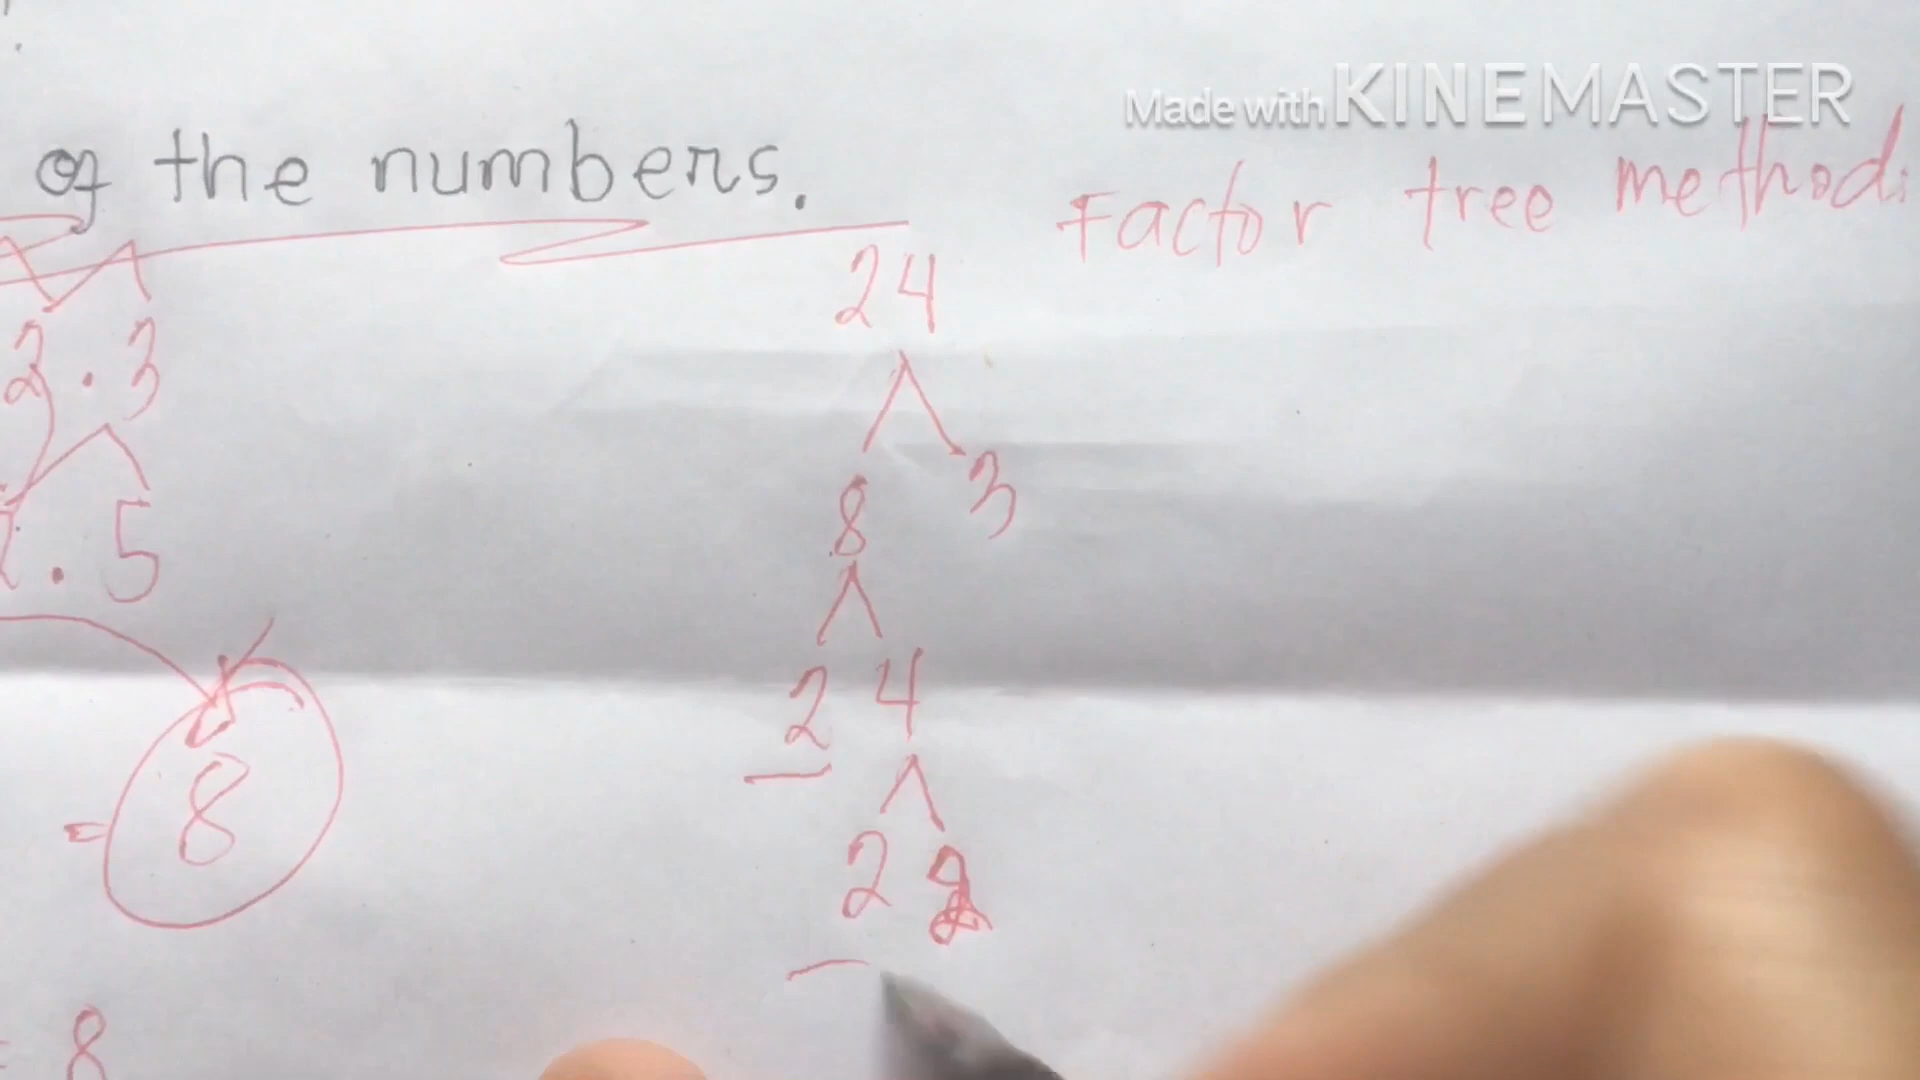 Made with KINEMASTER
of the numbers.
Factor tree method:
24
2 . 3
8 3
. 5
2 4
8
2 2
= 8